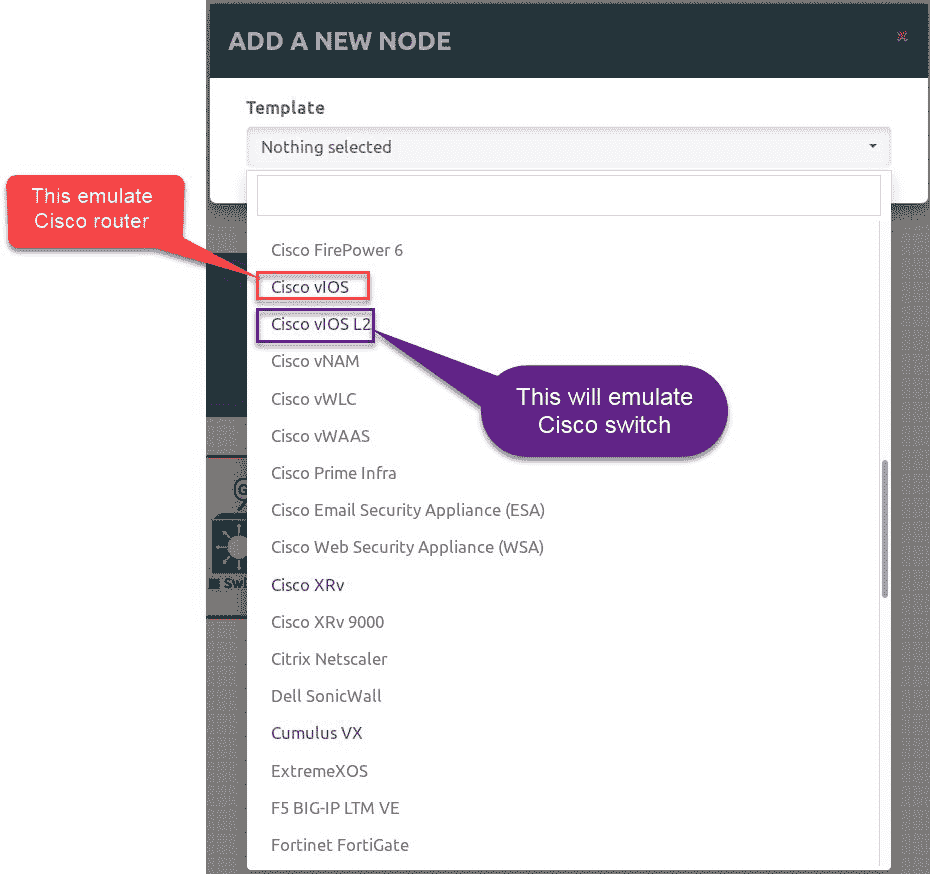 ADD A NEW NODE
Template
Nothing selected
This emulate
Cisco router
Cisco FirePower 6
Cisco vIOS
Cisco vIOS L2
Cisco vNAM
This will emulate
Cisco switch
Cisco vWLC
Cisco vWAAS
Cisco Prime Infra
Cisco Email Security Appliance (ESA)
Cisco Web Security Appliance (WSA)
Cisco XRv
Cisco XRv 9000
Citrix Netscaler
Dell SonicWall
Cumulus VX
ExtremeXOS
F5 BIG-IP LTM VE
Fortinet FortiGate